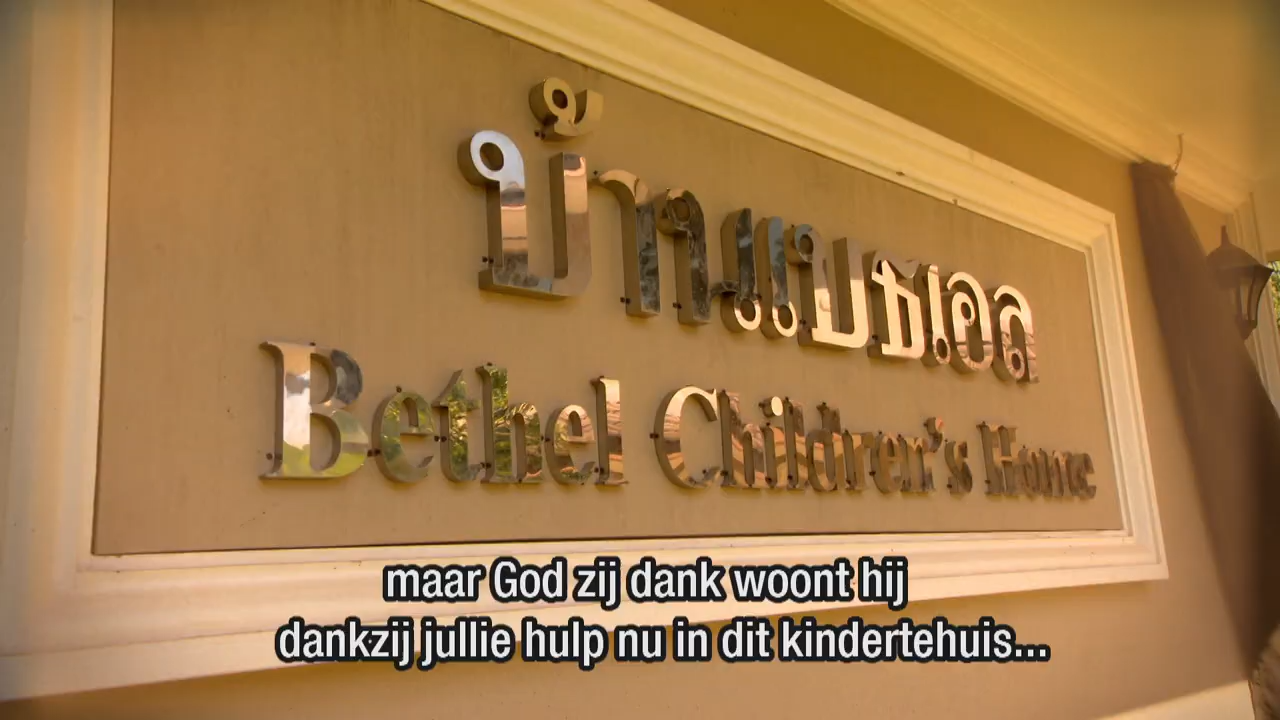 บ้านเบธเอล
Bethel Children's Home
maar God zij dank woont hij
dankzij jullie hulp nu in dit kindertehuis...